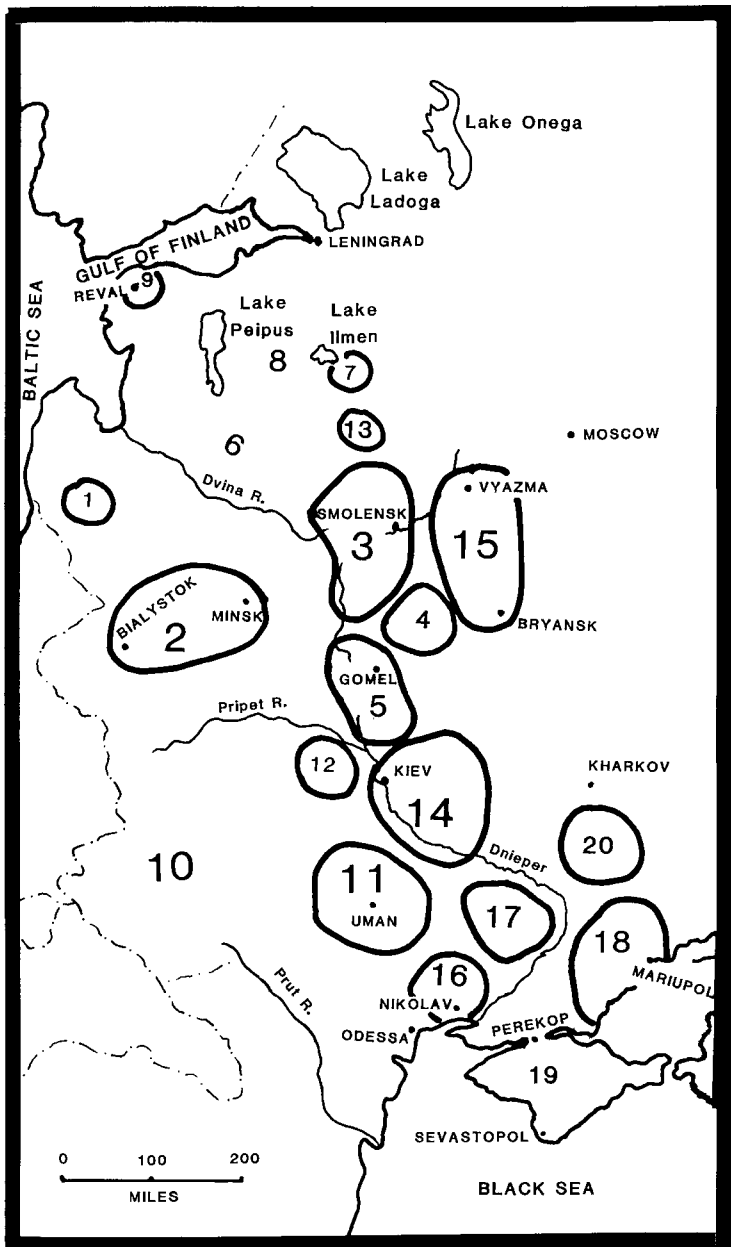 Lake Onega
Lake
Ladoga
GULF OF FINLAND
LENINGRAD
REVAL
9
BALTIC SEA
Lake
Peipus
Lake
Ilmen
8
7
13
MOSCOW
6
Dvina R.
1
SMOLENSK
3
VYAZMA
15
BIALYSTOK
MINSK
2
4
BRYANSK
GOMEL
5
Pripet R.
12
KIEV
14
KHARKOV
Dnieper
20
10
11
UMAN
17
18
MARIUPOL
Prut R.
16
NIKOLAV
ODESSA
PEREKOP
19
SEVASTOPOL
0 100 200
MILES
BLACK SEA